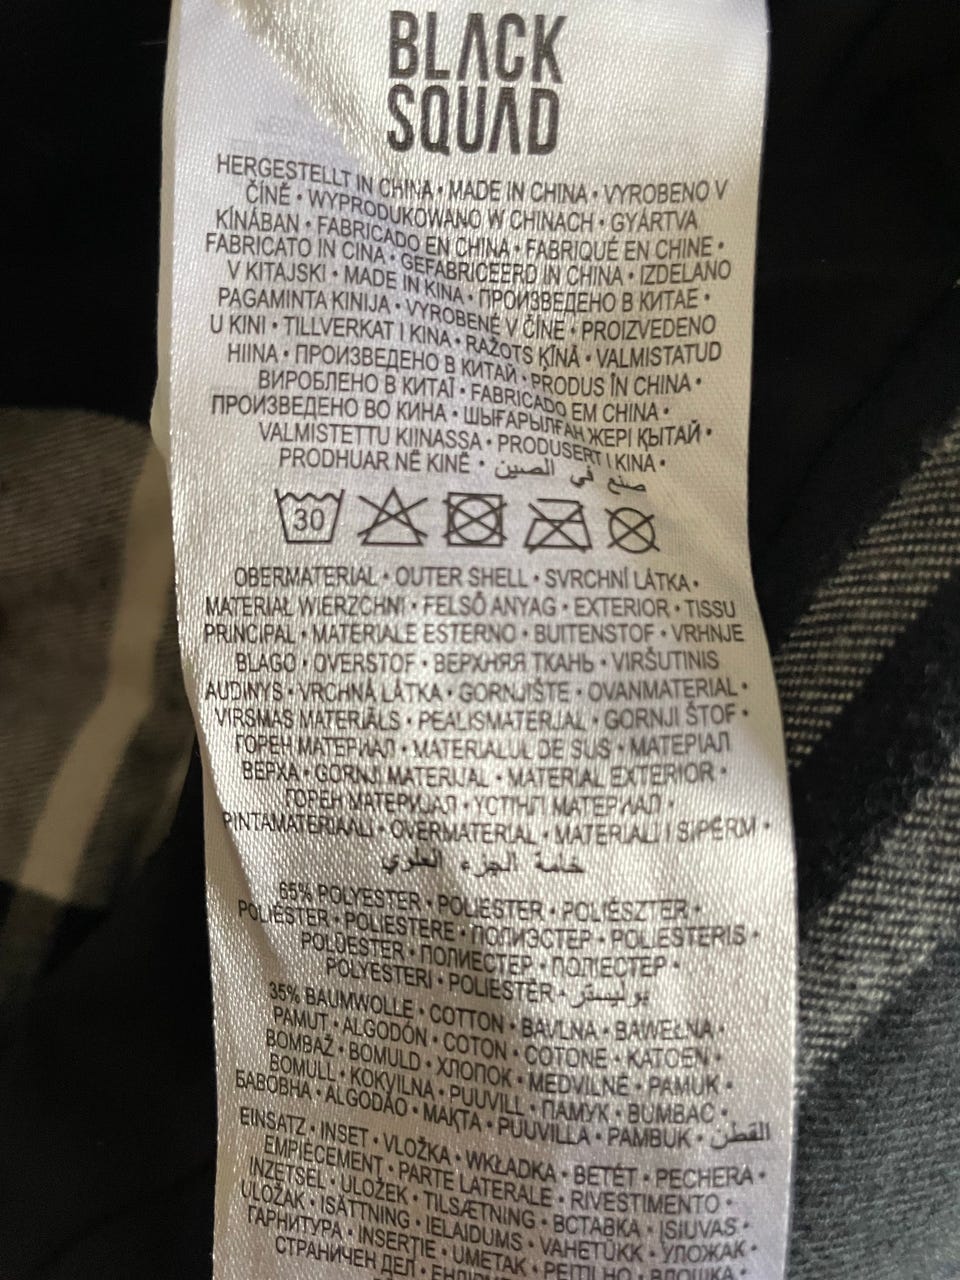 BLACK
SQUAD
HERGESTELLT IN CHINA • MADE IN CHINA • VYROBENO V
ČÍNĚ • WYPRODUKOWANO W CHINACH • GYÁRTVA
KÍNÁBAN • FABRICADO EN CHINA • FABRIQUÉ EN CHINE •
FABRICATO IN CINA • GEFABRICEERD IN CHINA • IZDELANO
V KITAJSKI • MADE IN KINA • ПРОИЗВЕДЕНО В КИТАЕ •
PAGAMINTA KINIJA • VYROBENÉ V ČÍNE • PROIZVEDENO
U KINI • TILLVERKAT I KINA • RAŽOTS ĶĪNĀ • VALMISTATUD
HIINA • ПРОИЗВЕДЕНО В КИТАЙ • PRODUS ÎN CHINA •
ВИРОБЛЕНО В КИТАЇ • FABRICADO EM CHINA •
ПРОИЗВЕДЕНО ВО КИНА • ШЫҒАРЫЛҒАН ЖЕРІ ҚЫТАЙ •
VALMISTETTU KIINASSA • PRODUSERT I KINA •
PRODHUAR NË KINË • صنع في الصين
30
OBERMATERIAL • OUTER SHELL • SVRCHNÍ LÁTKA •
MATERIAŁ WIERZCHNI • FELSŐ ANYAG • EXTERIOR • TISSU
PRINCIPAL • MATERIALE ESTERNO • BUITENSTOF • VRHNJE
BLAGO • OVERSTOF • ВЕРХНЯЯ ТКАНЬ • VIRŠUTINIS
AUDINYS • VRCHNÁ LÁTKA • GORNJIŠTE • OVANMATERIAL •
VIRSMAS MATERIĀLS • PEALISMATERJAL • GORNJI ŠTOF •
ГОРЕН МАТЕРИАЛ • MATERIALUL DE SUS • МАТЕРІАЛ
ВЕРХА • GORNJI MATERIJAL • MATERIAL EXTERIOR •
ГОРЕН МАТЕРИЈАЛ • ҮСТІҢГІ МАТЕРИАЛ •
PINTAMATERIAALI • OVERMATERIAL • MATERIALI I SIPËRM •
خامة الجزء العلوي
65% POLYESTER • POLIESTER • POLIÉSZTER •
POLIÉSTER • POLIESTERE • ПОЛИЭСТЕР • POLIESTERIS •
POLÜESTER • ПОЛИЕСТЕР • ПОЛІЕСТЕР •
POLYESTERI • POLIESTËR • بوليستر
35% BAUMWOLLE • COTTON • BAVLNA • BAWEŁNA •
PAMUT • ALGODÓN • COTON • COTONE • KATOEN •
BOMBAŽ • BOMULD • ХЛОПОК • MEDVILNĖ • PAMUK •
BOMULL • KOKVILNA • PUUVILL • ПАМУК • BUMBAC •
БАВОВНА • ALGODÃO • МАҚТА • PUUVILLA • PAMBUK • القطن
EINSATZ • INSET • VLOŽKA • WKŁADKA • BETÉT • PECHERA •
EMPIÈCEMENT • PARTE LATERALE • RIVESTIMENTO •
INZETSEL • ULOŽEK • TILSÆTNING • ВСТАВКА • ĮSIUVAS •
ULOŽAK • ISÄTTNING • IELAIDUMS • VAHETÜKK • УЛОЖАК •
ГАРНИТУРА • INSERȚIE • UMETAK • PEITILHO • ВЛОШКА •
СТРАНИЧЕН ДЕЛ •